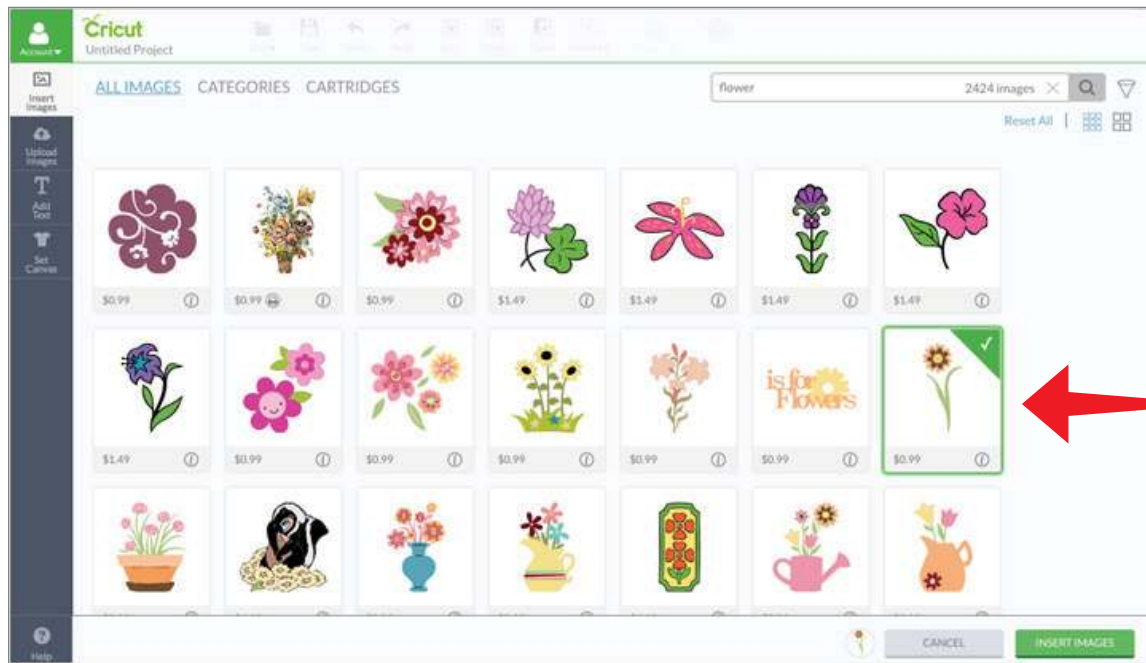 Cricut
Untitled Project
Account
Insert
Images
Upload
Images
Add
Text
Set
Canvas
Help
ALL IMAGES CATEGORIES CARTRIDGES
flower 2424 images
Reset All
$0.99 $0.99 $0.99 $1.49 $1.49 $1.49 $1.49
is for
Flowers
$1.49 $0.99 $0.99 $0.99 $0.99 $0.99 $0.99
CANCEL INSERT IMAGES